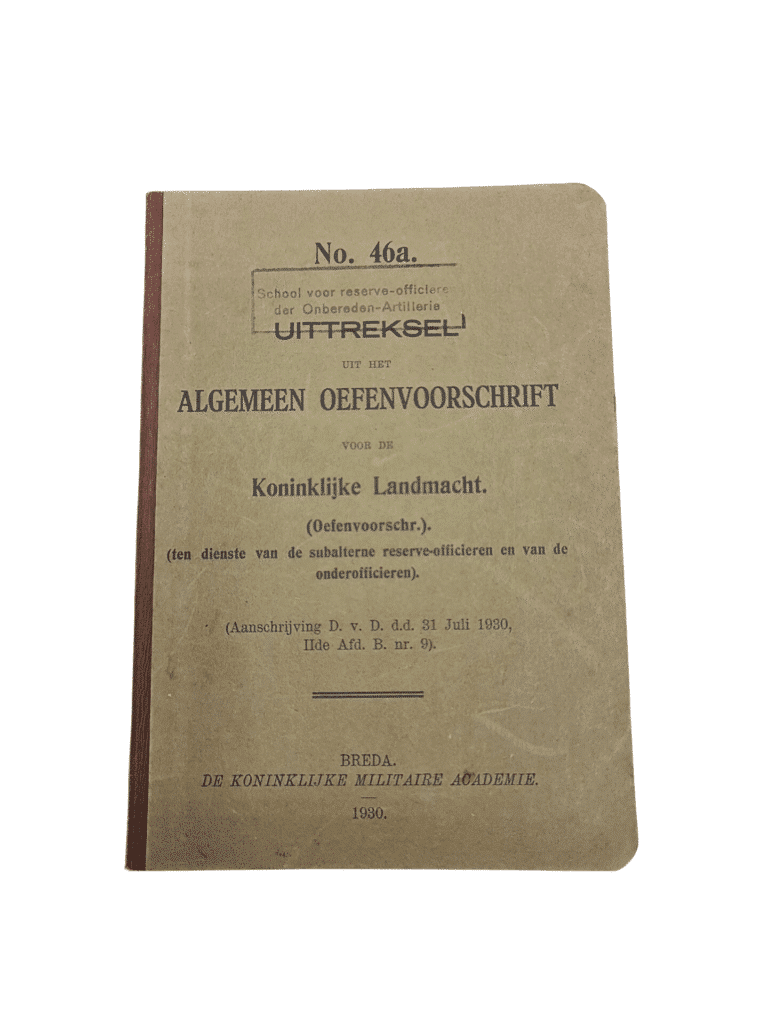 No. 46a.
School voor reserve-officiere
der Onbereden-Artillerie
UITTREKSEL
UIT HET
ALGEMEEN OEFENVOORSCHRIFT
VOOR DE
Koninklijke Landmacht.
(Oefenvoorschr.).
(ten dienste van de subalterne reserve-officieren en van de
onderofficieren).
(Aanschrijving D. v. D. d.d. 31 Juli 1930,
IIde Afd. B. nr. 9).
BREDA.
DE KONINKLIJKE MILITAIRE ACADEMIE.
1930.